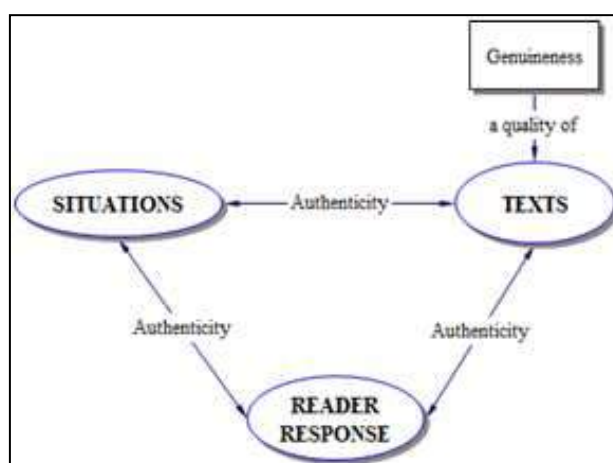 Genuineness
a quality of
SITUATIONS
Authenticity
TEXTS
Authenticity
Authenticity
READER
RESPONSE